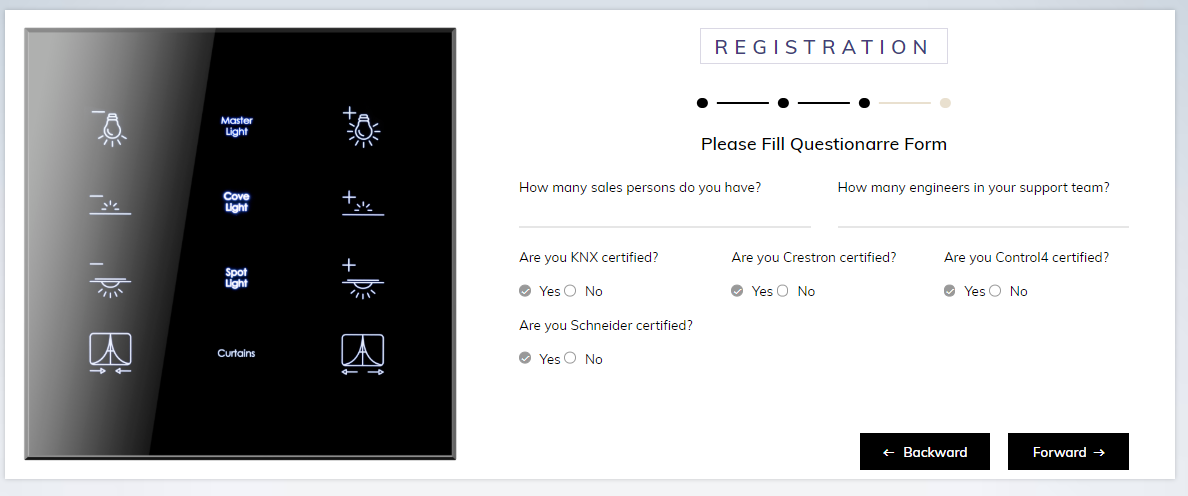 Master
Light
Cove
Light
Spot
Light
Curtains
REGISTRATION
Please Fill Questionarre Form
How many sales persons do you have?
How many engineers in your support team?
Are you KNX certified?
Are you Crestron certified?
Are you Control4 certified?
Yes No
Yes No
Yes No
Are you Schneider certified?
Yes No
← Backward
Forward →